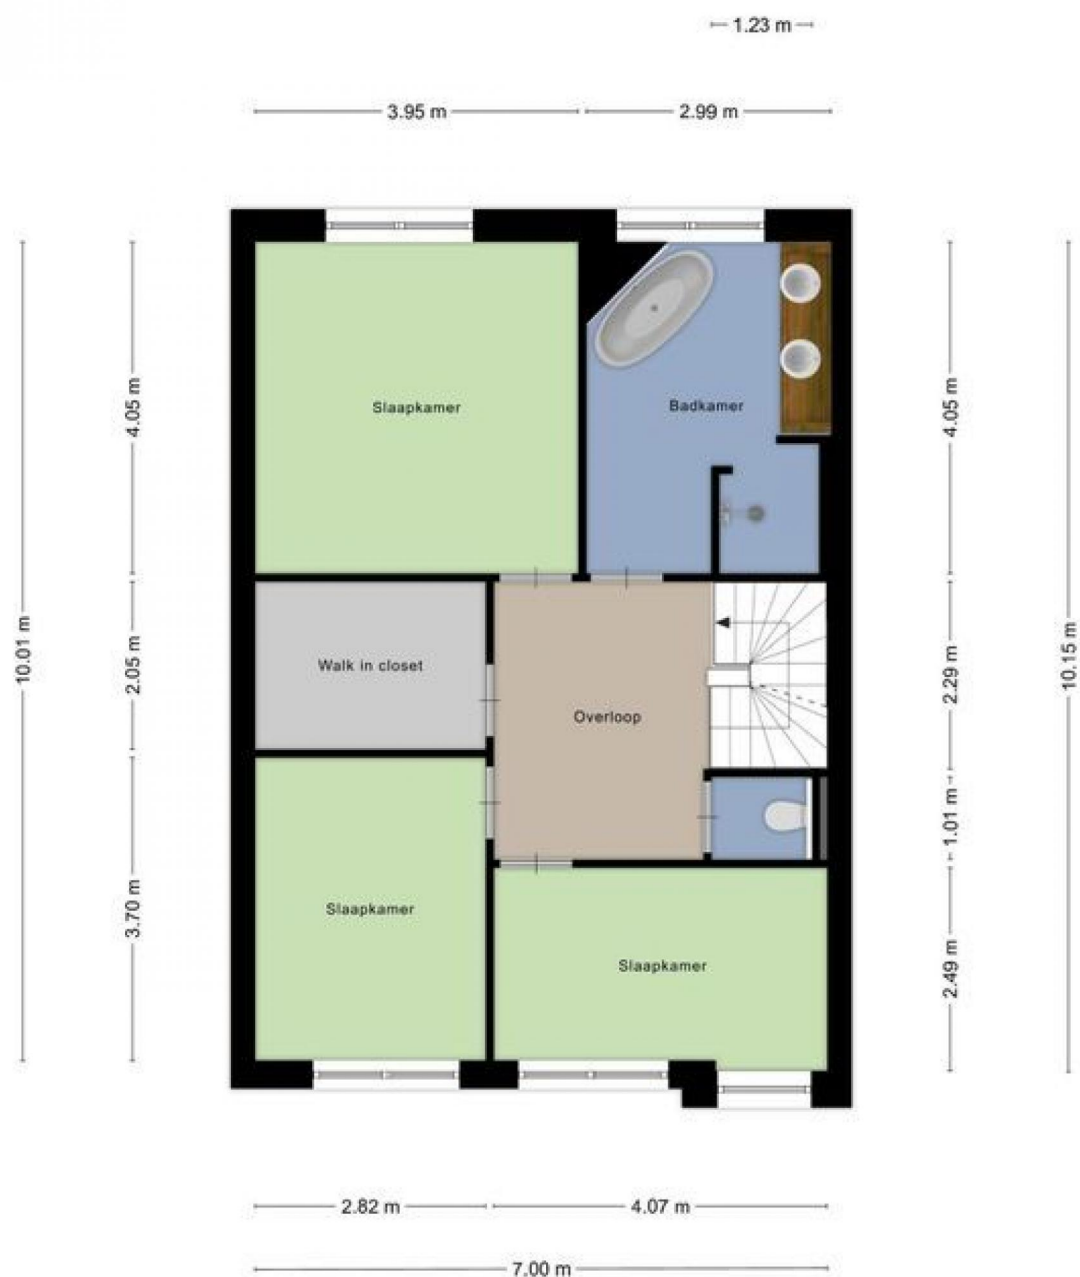 1.23 m
3.95 m
2.99 m
Slaapkamer
Badkamer
4.05 m
4.05 m
10.01 m
2.05 m
Walk in closet
Overloop
2.29 m
10.15 m
1.01 m
3.70 m
Slaapkamer
Slaapkamer
2.49 m
2.82 m
4.07 m
7.00 m